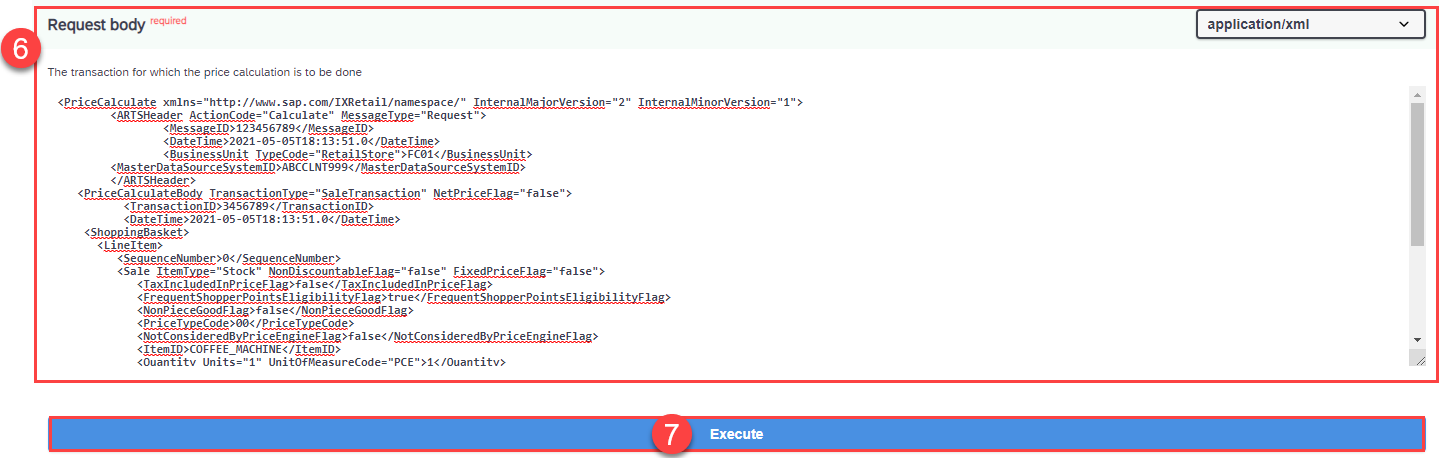 Request body required
application/xml
6
The transaction for which the price calculation is to be done
<PriceCalculate xmlns="http://www.sap.com/IXRetail/namespace/" InternalMajorVersion="2" InternalMinorVersion="1">
<ARTSHeader ActionCode="Calculate" MessageType="Request">
<MessageID>123456789</MessageID>
<DateTime>2021-05-05T18:13:51.0</DateTime>
<BusinessUnit TypeCode="RetailStore">FC01</BusinessUnit>
<MasterDataSourceSystemID>ABCCLNT999</MasterDataSourceSystemID>
</ARTSHeader>
<PriceCalculateBody TransactionType="SaleTransaction" NetPriceFlag="false">
<TransactionID>3456789</TransactionID>
<DateTime>2021-05-05T18:13:51.0</DateTime>
<ShoppingBasket>
<LineItem>
<SequenceNumber>0</SequenceNumber>
<Sale ItemType="Stock" NonDiscountableFlag="false" FixedPriceFlag="false">
<TaxIncludedInPriceFlag>false</TaxIncludedInPriceFlag>
<FrequentShopperPointsEligibilityFlag>true</FrequentShopperPointsEligibilityFlag>
<NonPieceGoodFlag>false</NonPieceGoodFlag>
<PriceTypeCode>00</PriceTypeCode>
<NotConsideredByPriceEngineFlag>false</NotConsideredByPriceEngineFlag>
<ItemID>COFFEE_MACHINE</ItemID>
<Quantity Units="1" UnitOfMeasureCode="PCE">1</Quantity>
7
Execute